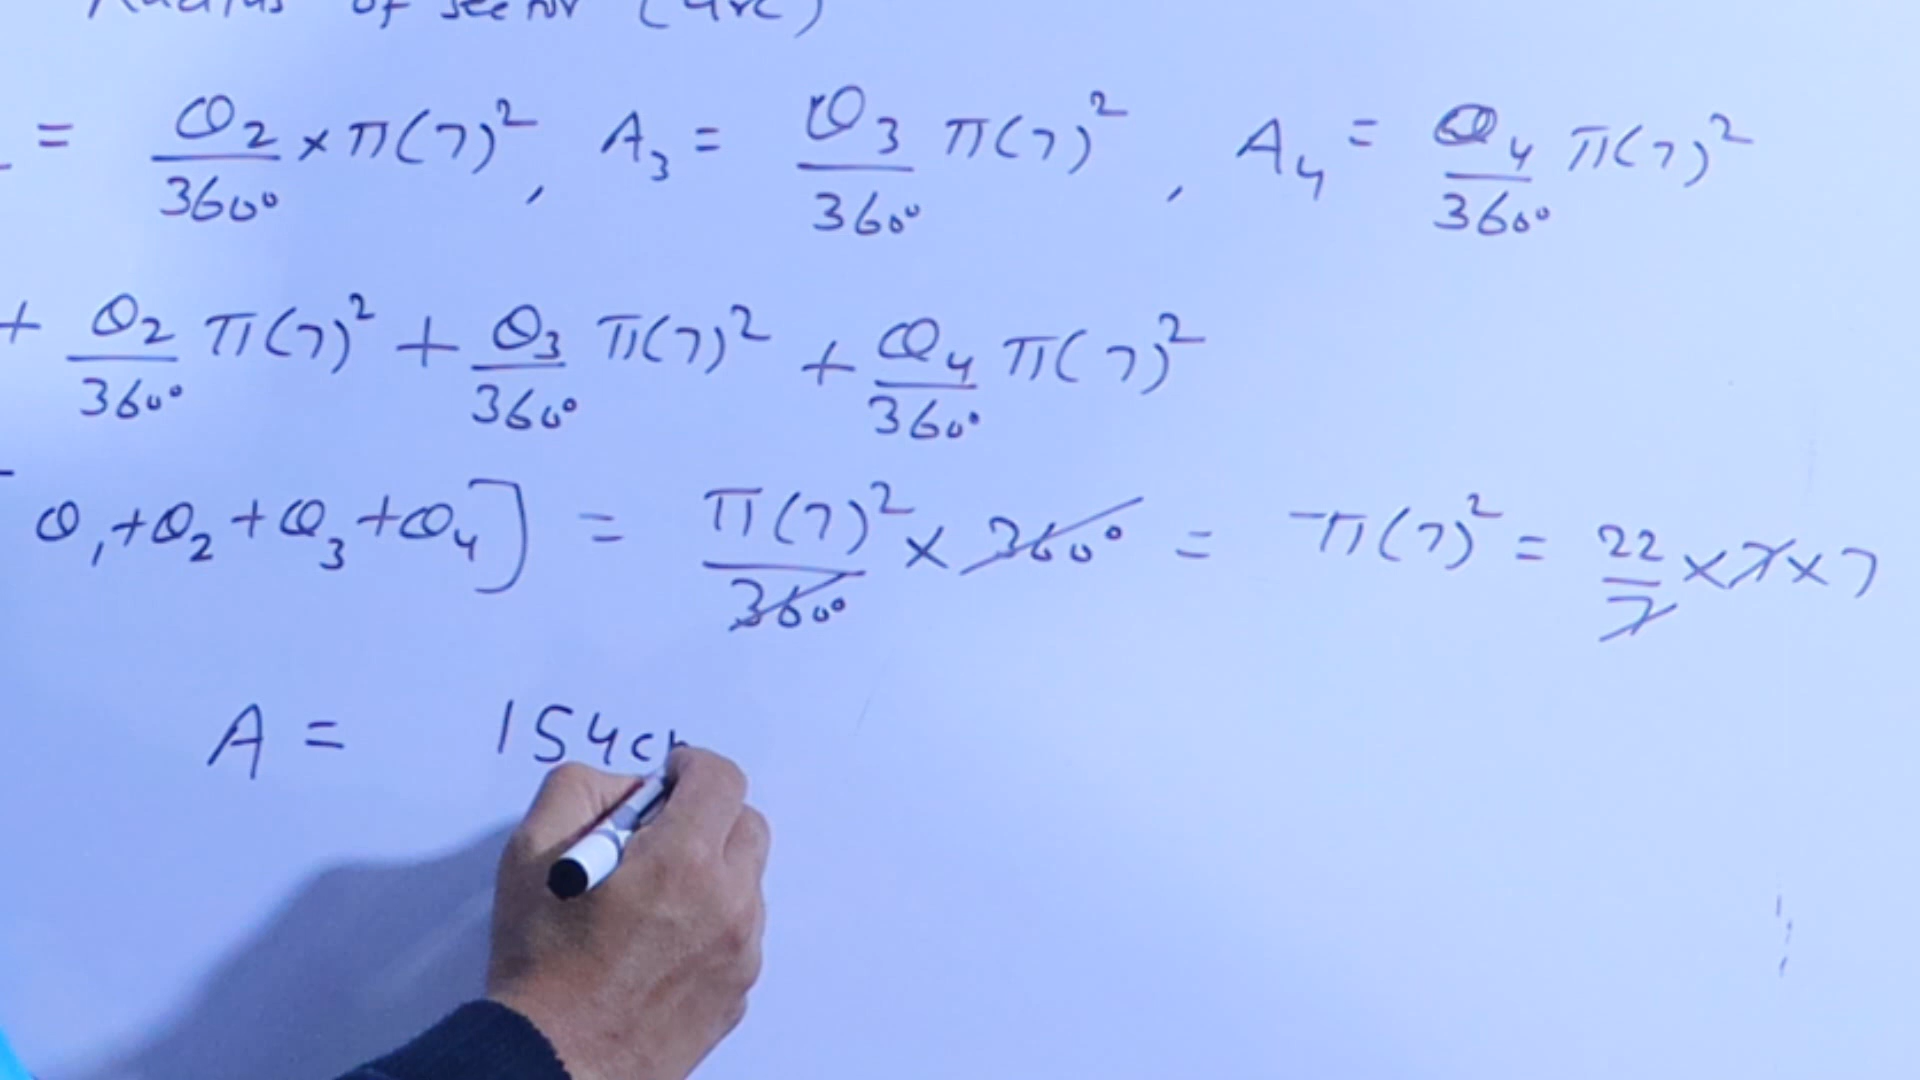 Radius of sector (arc)
= θ₂/360° × π(7)², A₃ = θ₃/360° π(7)², A₄ = θ₄/360° π(7)²
+ θ₂/360° π(7)² + θ₃/360° π(7)² + θ₄/360° π(7)²
θ₁+θ₂+θ₃+θ₄] = π(7)²/360° × 360° = π(7)² = 22/7 × 7 × 7
A = 154c